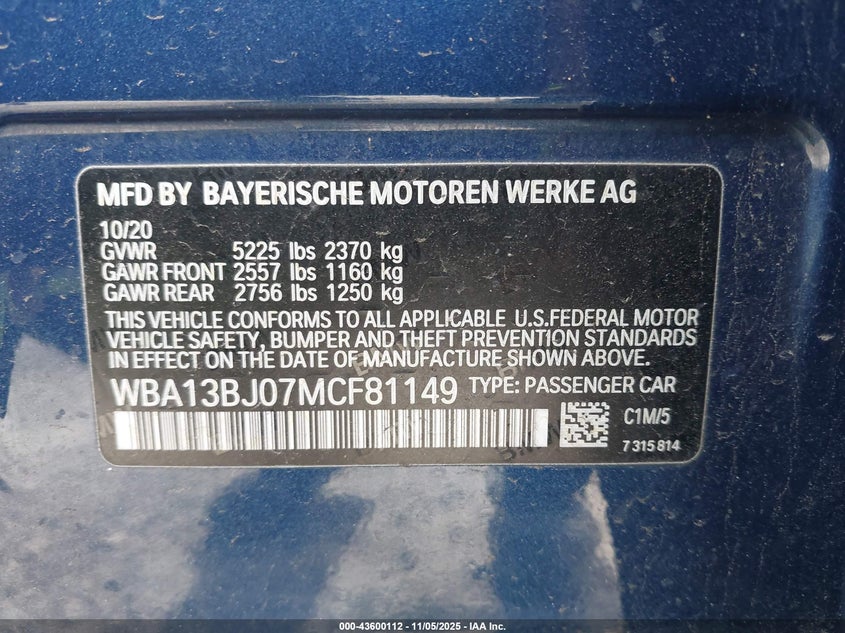 MFD BY BAYERISCHE MOTOREN WERKE AG
10/20
GVWR 5225 lbs 2370 kg
GAWR FRONT 2557 lbs 1160 kg
GAWR REAR 2756 lbs 1250 kg
THIS VEHICLE CONFORMS TO ALL APPLICABLE U.S.FEDERAL MOTOR
VEHICLE SAFETY, BUMPER AND THEFT PREVENTION STANDARDS
IN EFFECT ON THE DATE OF MANUFACTURE SHOWN ABOVE.
WBA13BJ07MCF81149 TYPE: PASSENGER CAR
C1M/5
7 315 814
000-43600112 - 11/05/2025 - IAA Inc.